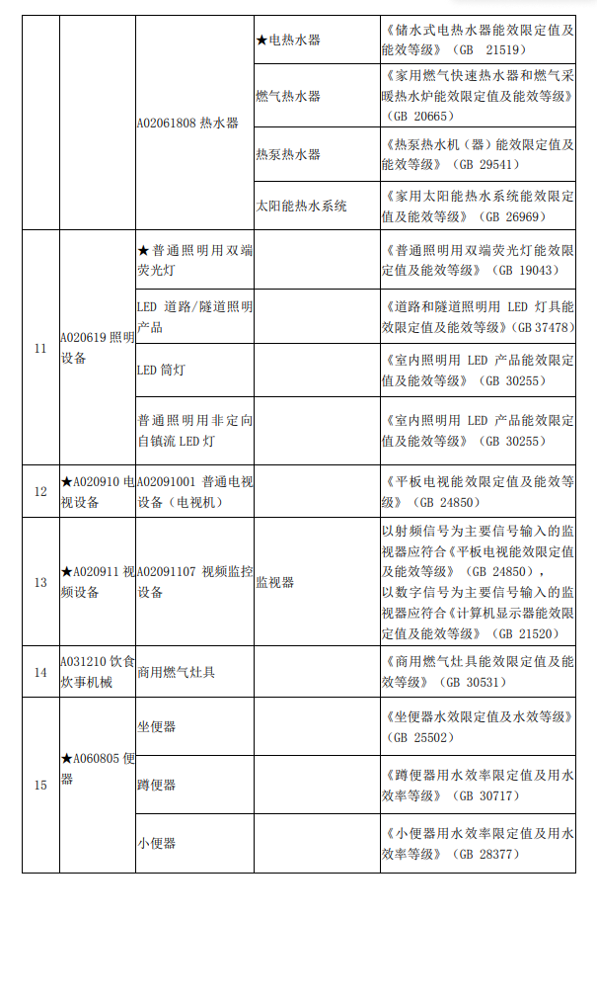 A02061808 热水器
★电热水器
《储水式电热水器能效限定值及
能效等级》（GB 21519）
燃气热水器
《家用燃气快速热水器和燃气采
暖热水炉能效限定值及能效等级》
（GB 20665）
热泵热水器
《热泵热水机（器）能效限定值及
能效等级》（GB 29541）
太阳能热水系统
《家用太阳能热水系统能效限定
值及能效等级》（GB 26969）
11
A020619 照明
设备
★普通照明用双端
荧光灯
《普通照明用双端荧光灯能效限
定值及能效等级》（GB 19043）
LED 道路/隧道照明
产品
《道路和隧道照明用 LED 灯具能
效限定值及能效等级》（GB 37478）
LED 筒灯
《室内照明用 LED 产品能效限定
值及能效等级》（GB 30255）
普通照明用非定向
自镇流 LED 灯
《室内照明用 LED 产品能效限定
值及能效等级》（GB 30255）
12
★A020910 电
视设备
A02091001 普通电视
设备（电视机）
《平板电视能效限定值及能效等
级》（GB 24850）
13
★A020911 视
频设备
A02091107 视频监控
设备
监视器
以射频信号为主要信号输入的监
视器应符合《平板电视能效限定值
及能效等级》（GB 24850），
以数字信号为主要信号输入的监
视器应符合《计算机显示器能效限
定值及能效等级》（GB 21520）
14
A031210 饮食
炊事机械
商用燃气灶具
《商用燃气灶具能效限定值及能
效等级》（GB 30531）
15
★A060805 便
器
坐便器
《坐便器水效限定值及水效等级》
（GB 25502）
蹲便器
《蹲便器用水效率限定值及用水
效率等级》（GB 30717）
小便器
《小便器用水效率限定值及用水
效率等级》（GB 28377）